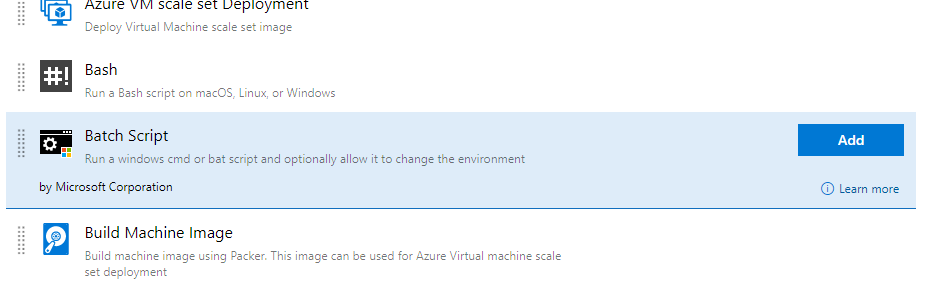 Azure VM scale set Deployment
Deploy Virtual Machine scale set image
#!
Bash
Run a Bash script on macOS, Linux, or Windows
Batch Script
Run a windows cmd or bat script and optionally allow it to change the environment
Add
by Microsoft Corporation
Learn more
Build Machine Image
Build machine image using Packer. This image can be used for Azure Virtual machine scale
set deployment